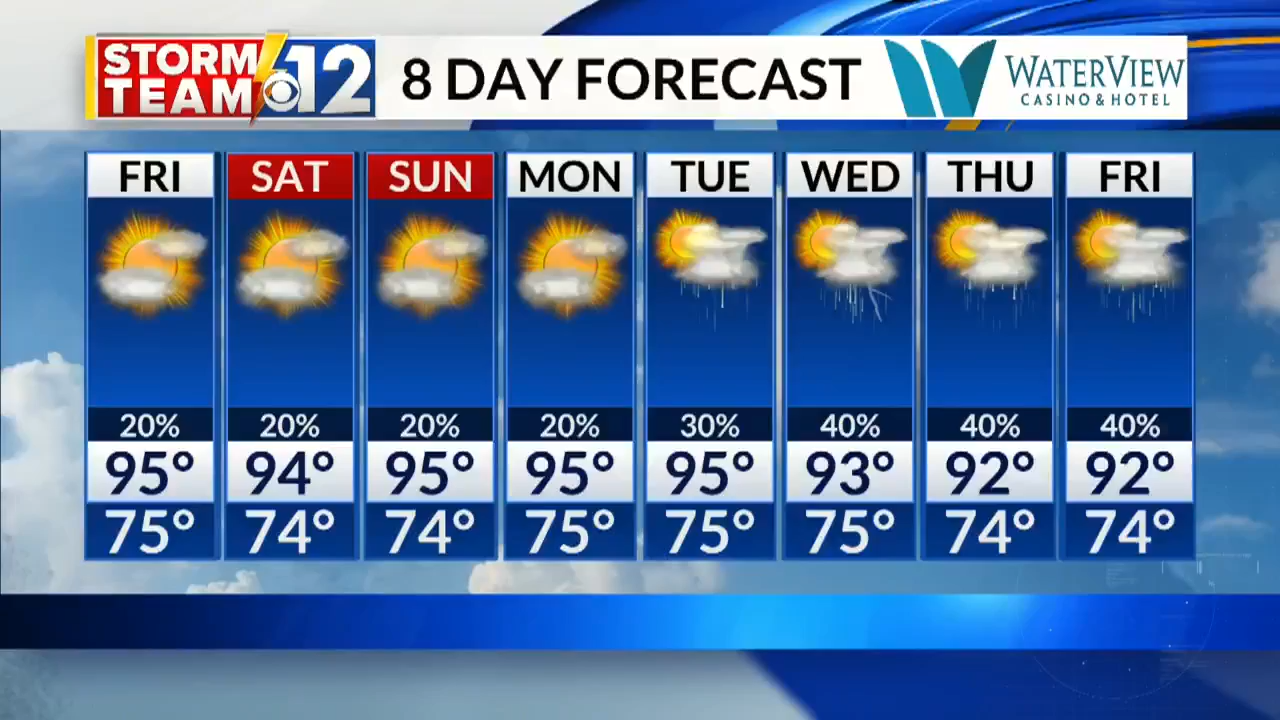 STORM
TEAM
12
8 DAY FORECAST
WATERVIEW
CASINO & HOTEL
FRI SAT SUN MON TUE WED THU FRI
20% 20% 20% 20% 30% 40% 40% 40%
95° 94° 95° 95° 95° 93° 92° 92°
75° 74° 74° 75° 75° 75° 74° 74°